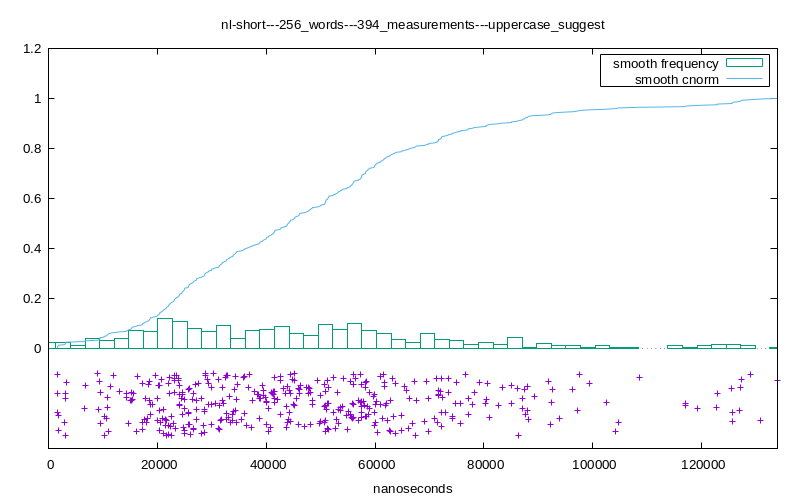 nl-short---256_words---394_measurements---uppercase_suggest
1.2
smooth frequency
smooth cnorm
1
0.8
0.6
0.4
0.2
0
0 20000 40000 60000 80000 100000 120000
nanoseconds